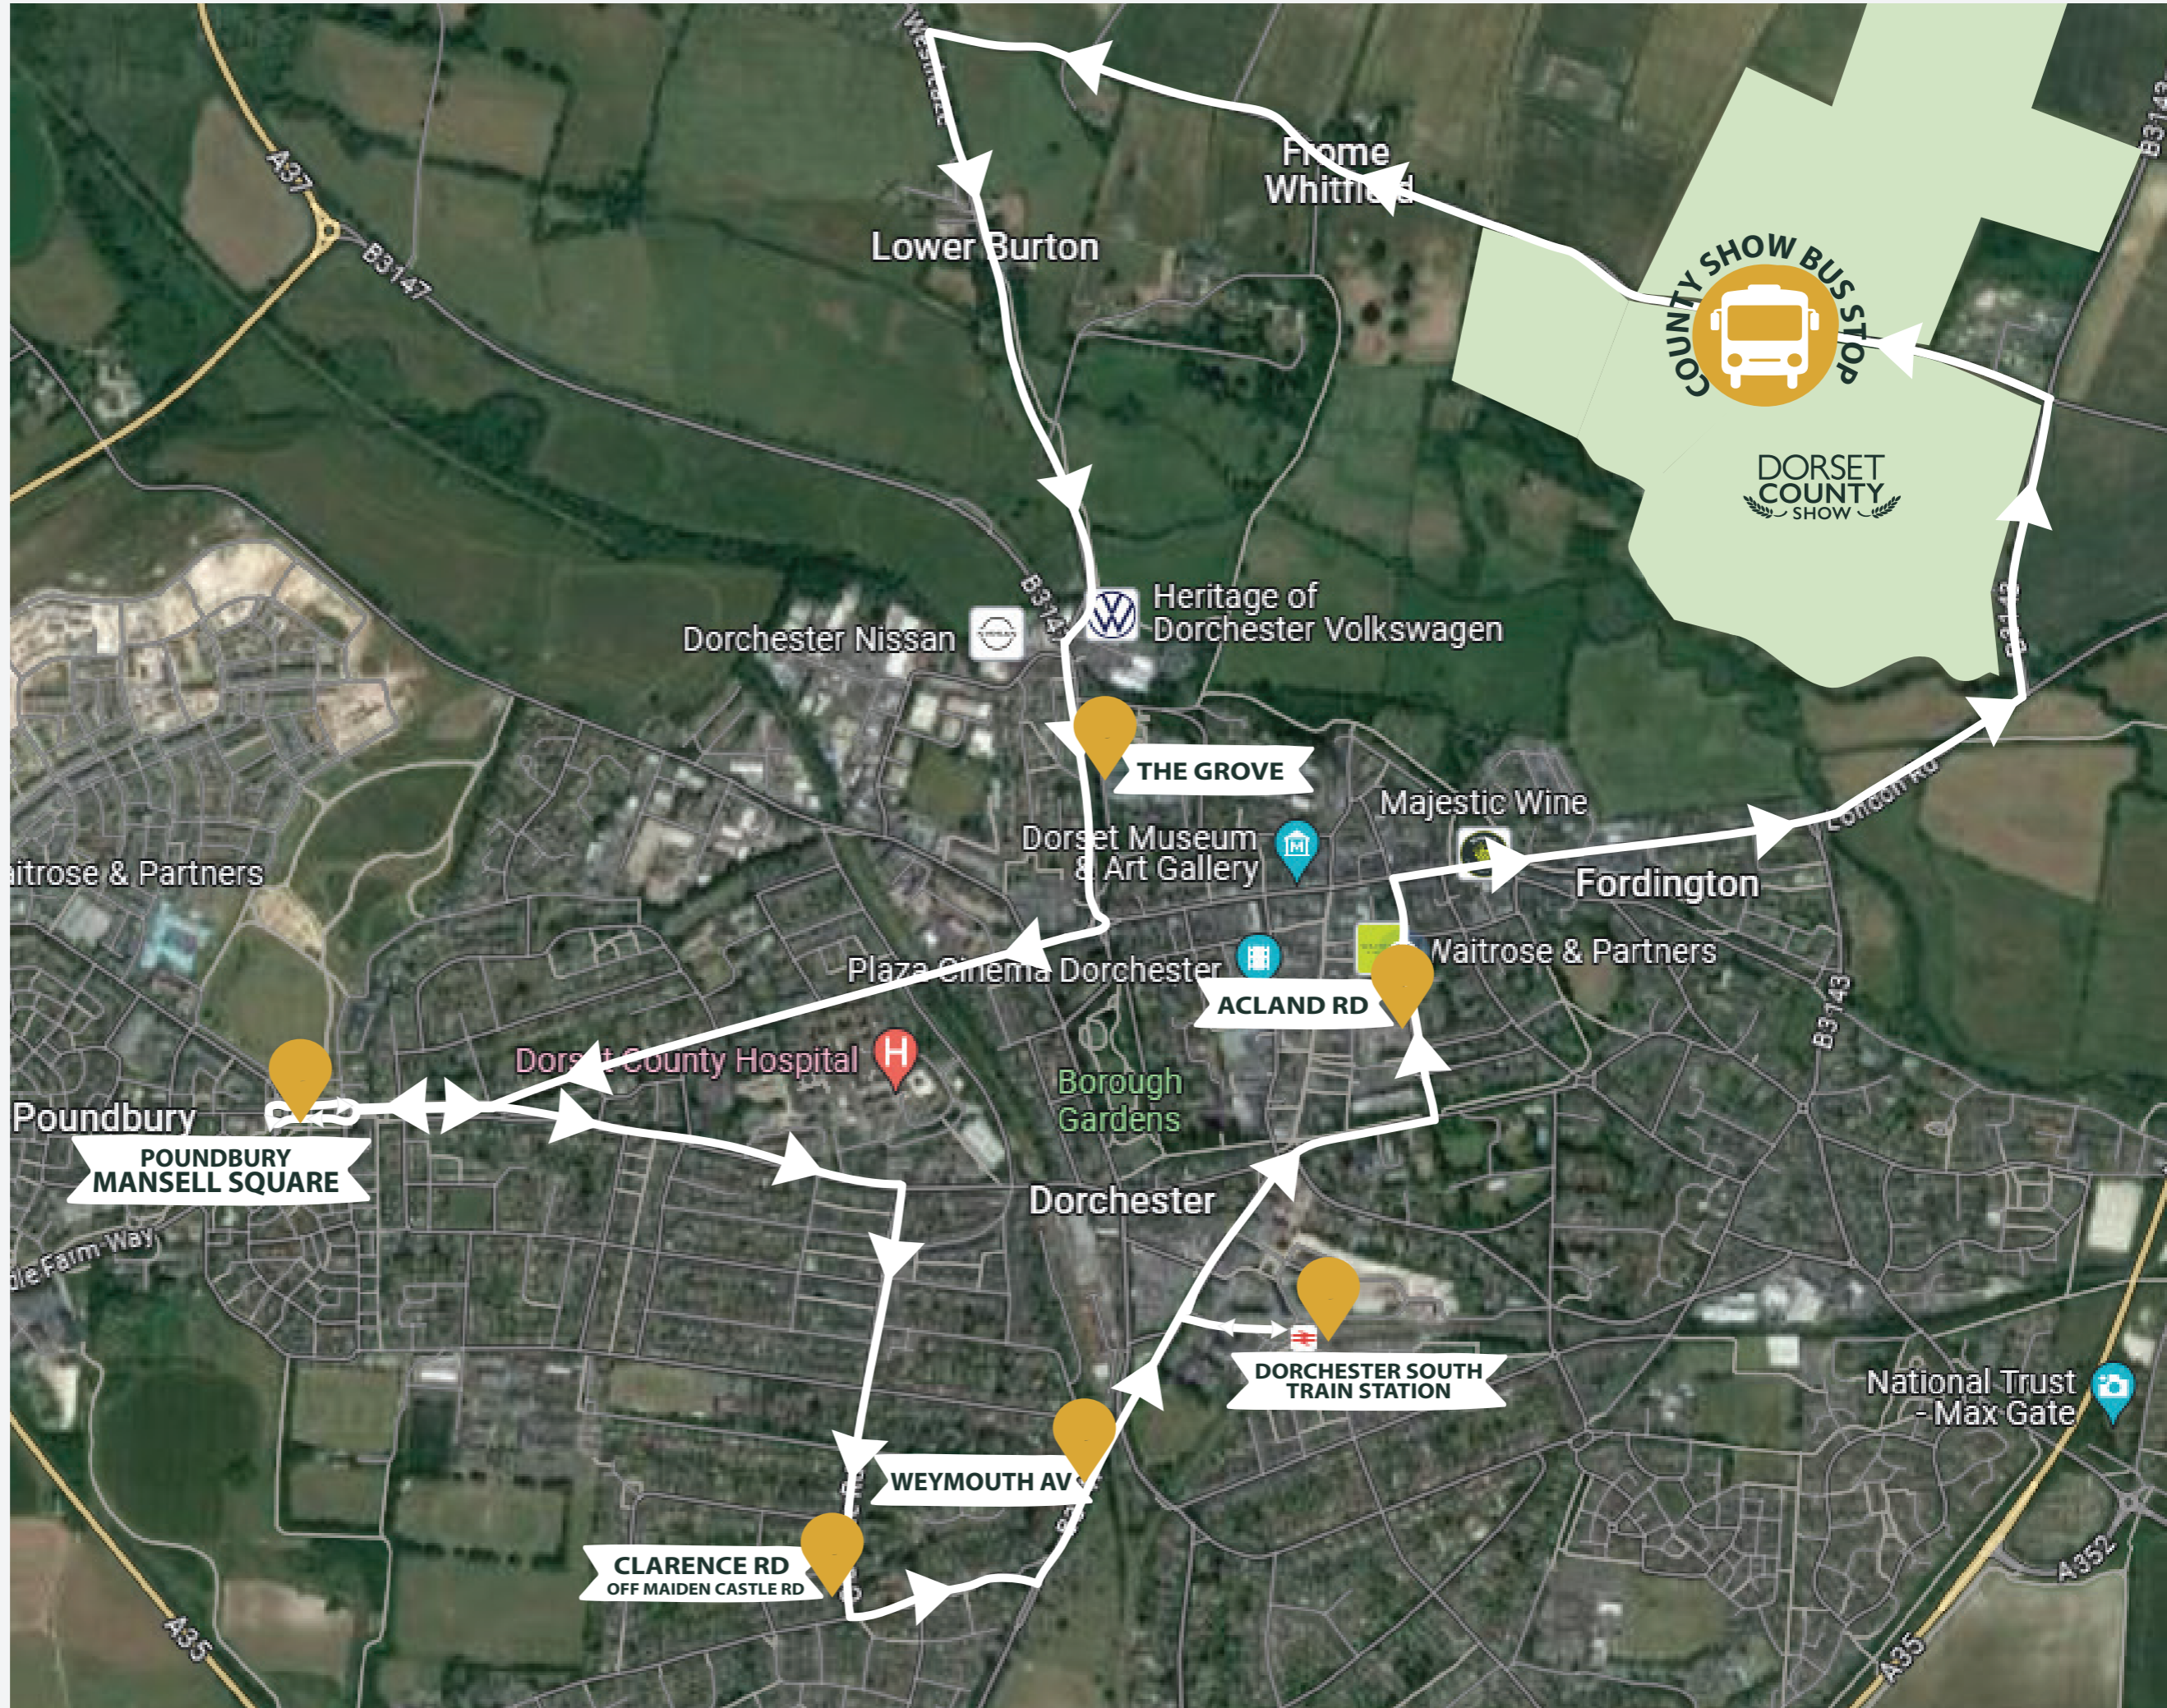 A37
B3147
Frome
Whitfield
B3143
Lower Burton
COUNTY SHOW BUS STOP
DORSET
COUNTY
SHOW
B3147
Heritage of
Dorchester Volkswagen
Dorchester Nissan
B3143
THE GROVE
Majestic Wine
London Rd
Dorset Museum
& Art Gallery
aitrose & Partners
Fordington
Waitrose & Partners
Plaza Cinema Dorchester
ACLAND RD
B3143
Dorset County Hospital
H
Borough
Gardens
Poundbury
POUNDBURY
MANSELL SQUARE
Dorchester
DORCHESTER SOUTH
TRAIN STATION
National Trust
- Max Gate
WEYMOUTH AV
CLARENCE RD
OFF MAIDEN CASTLE RD
A352
A35
A35